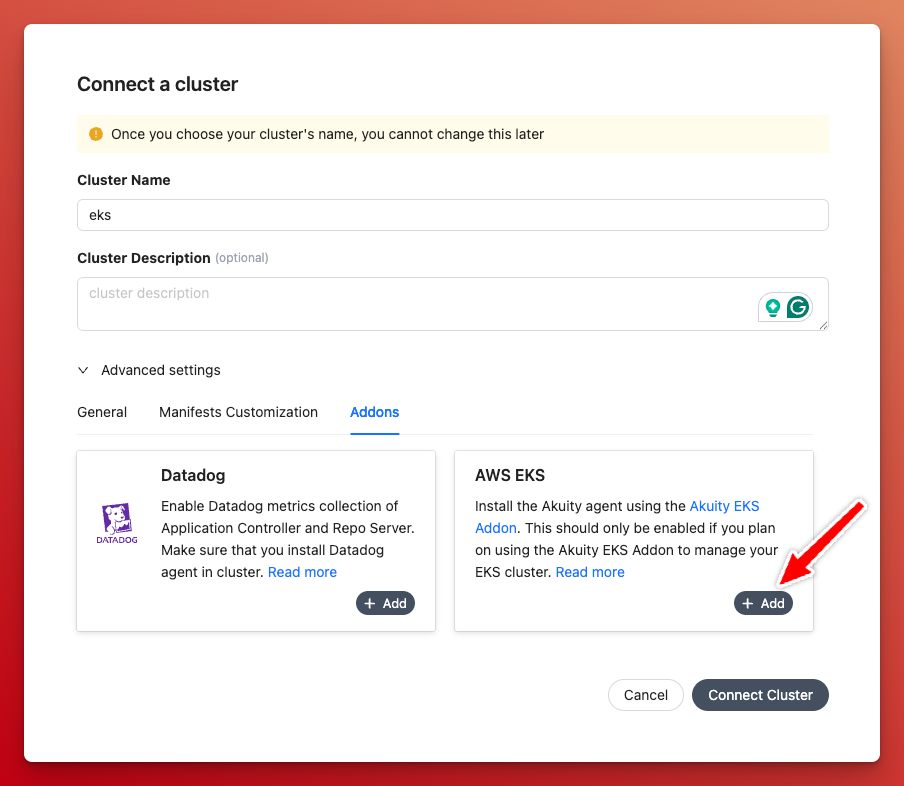 Connect a cluster
Once you choose your cluster's name, you cannot change this later
Cluster Name
eks
Cluster Description (optional)
cluster description
Advanced settings
General Manifests Customization Addons
Datadog
Enable Datadog metrics collection of
Application Controller and Repo Server.
Make sure that you install Datadog
agent in cluster. Read more
DATADOG
+ Add
AWS EKS
Install the Akuity agent using the Akuity EKS
Addon. This should only be enabled if you plan
on using the Akuity EKS Addon to manage your
EKS cluster. Read more
+ Add
Cancel Connect Cluster